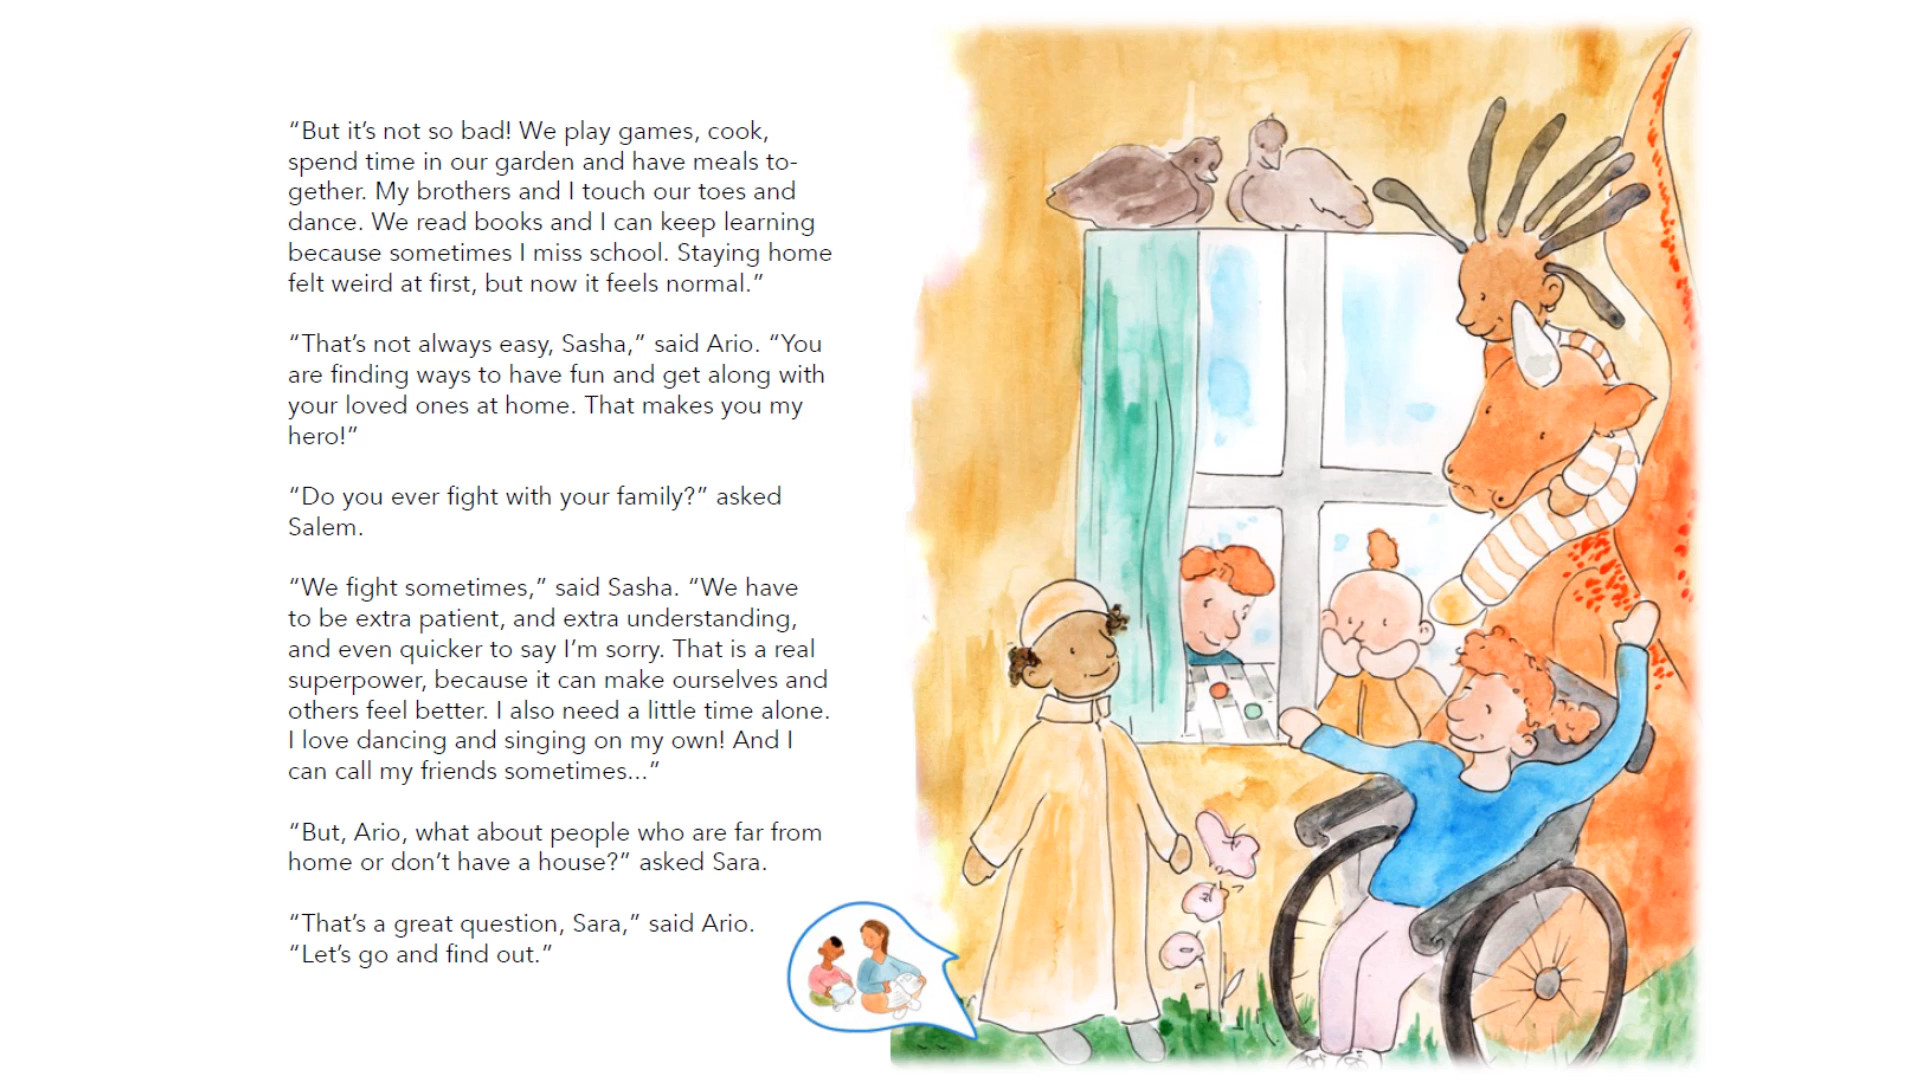 “But it’s not so bad! We play games, cook,
spend time in our garden and have meals to-
gether. My brothers and I touch our toes and
dance. We read books and I can keep learning
because sometimes I miss school. Staying home
felt weird at first, but now it feels normal.”
“That’s not always easy, Sasha,” said Ario. “You
are finding ways to have fun and get along with
your loved ones at home. That makes you my
hero!”
“Do you ever fight with your family?” asked
Salem.
“We fight sometimes,” said Sasha. “We have
to be extra patient, and extra understanding,
and even quicker to say I’m sorry. That is a real
superpower, because it can make ourselves and
others feel better. I also need a little time alone.
I love dancing and singing on my own! And I
can call my friends sometimes...”
“But, Ario, what about people who are far from
home or don’t have a house?” asked Sara.
“That’s a great question, Sara,” said Ario.
“Let’s go and find out.”